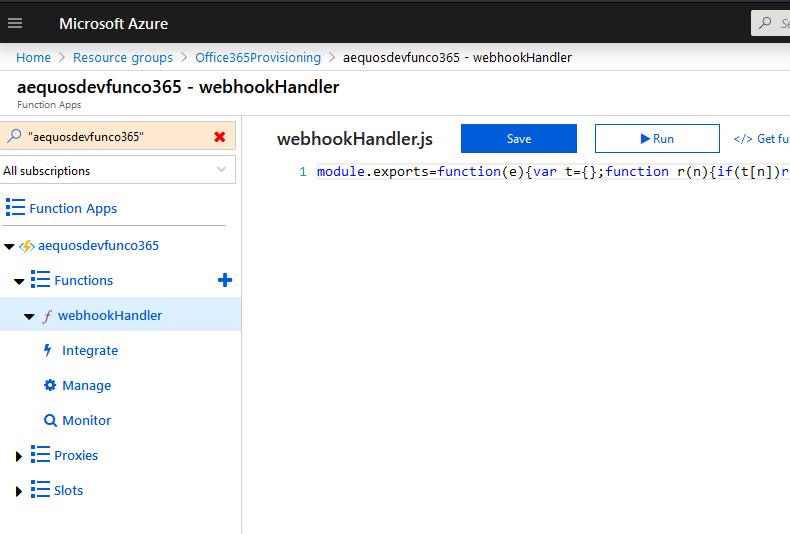 Microsoft Azure
Home > Resource groups > Office365Provisioning > aequosdevfunco365 - webhookHandler
aequosdevfunco365 - webhookHandler
Function Apps
"aequosdevfunco365"
All subscriptions
Function Apps
aequosdevfunco365
Functions
webhookHandler
Integrate
Manage
Monitor
Proxies
Slots
webhookHandler.js
Save
Run
</> Get fu
1 module.exports=function(e){var t={};function r(n){if(t[n])r